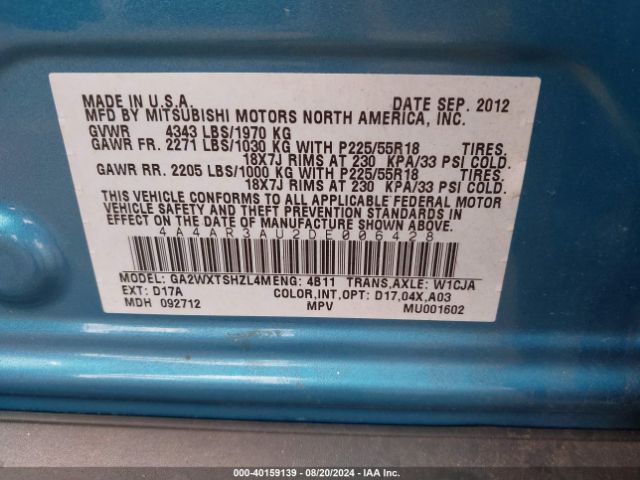 MADE IN U.S.A. DATE SEP. 2012
MFD BY MITSUBISHI MOTORS NORTH AMERICA, INC.
GVWR 4343 LBS/1970 KG
GAWR FR. 2271 LBS/1030 KG WITH P225/55R18 TIRES,
18X7J RIMS AT 230 KPA/33 PSI COLD.
GAWR RR. 2205 LBS/1000 KG WITH P225/55R18 TIRES,
18X7J RIMS AT 230 KPA/33 PSI COLD.
THIS VEHICLE CONFORMS TO ALL APPLICABLE FEDERAL MOTOR
VEHICLE SAFETY AND THEFT PREVENTION STANDARDS IN
EFFECT ON THE DATE OF MANUFACTURE SHOWN ABOVE.
4A4AR3AU2DE006428
MODEL: GA2WXTSHZL4M ENG: 4B11 TRANS,AXLE: W1CJA
EXT: D17A COLOR,INT,OPT: D17,04X,A03
MDH 092712 MPV MU001602
000-40159139 - 08/20/2024 - IAA Inc.